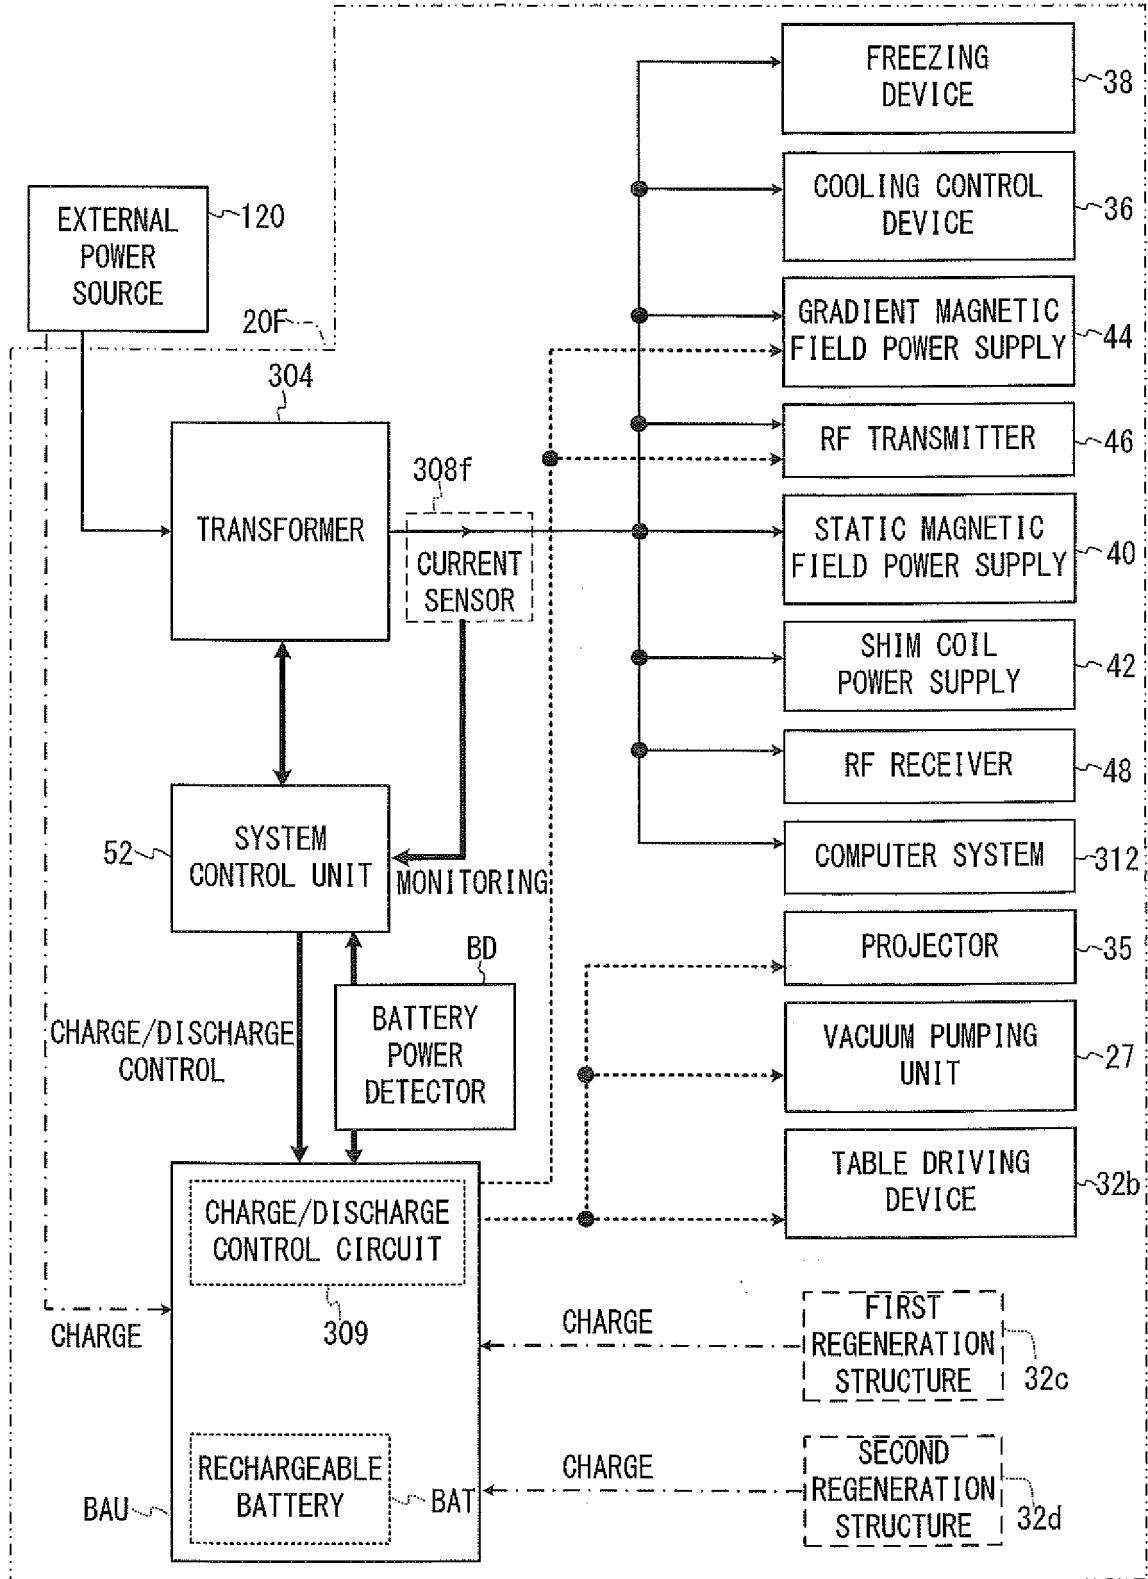 FREEZING
DEVICE
38
COOLING CONTROL
DEVICE
36
EXTERNAL
POWER
SOURCE
120
20F
GRADIENT MAGNETIC
FIELD POWER SUPPLY
44
304
RF TRANSMITTER
46
308f
TRANSFORMER
CURRENT
SENSOR
STATIC MAGNETIC
FIELD POWER SUPPLY
40
SHIM COIL
POWER SUPPLY
42
RF RECEIVER
48
52
SYSTEM
CONTROL UNIT
MONITORING
COMPUTER SYSTEM
312
PROJECTOR
35
BD
BATTERY
POWER
DETECTOR
CHARGE/DISCHARGE
CONTROL
VACUUM PUMPING
UNIT
27
TABLE DRIVING
DEVICE
32b
CHARGE/DISCHARGE
CONTROL CIRCUIT
309
CHARGE
CHARGE
FIRST
REGENERATION
STRUCTURE
32c
RECHARGEABLE
BATTERY
BAT
BAU
CHARGE
SECOND
REGENERATION
STRUCTURE
32d